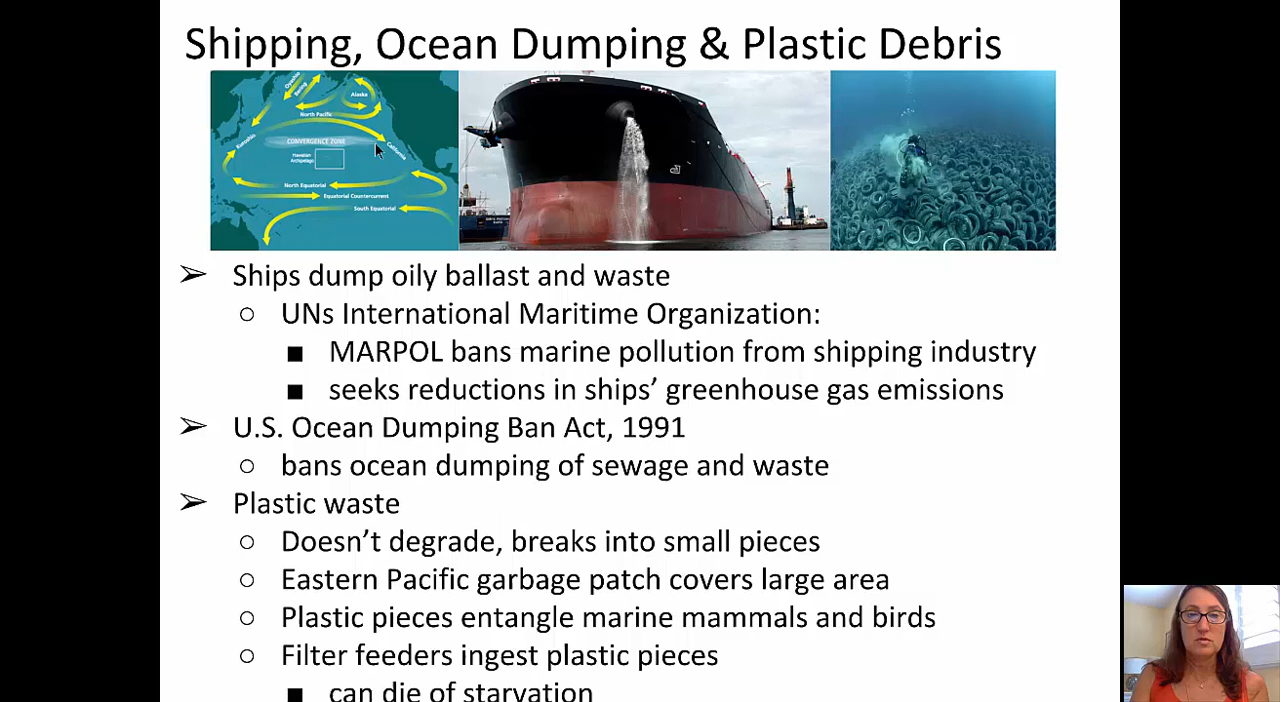 Shipping, Ocean Dumping & Plastic Debris
Oyashio
Bering
Alaska
North Pacific
Kuroshio
CONVERGENCE ZONE
California
Hawaiian
Archipelago
North Equatorial
Equatorial Countercurrent
South Equatorial
➢ Ships dump oily ballast and waste
○ UNs International Maritime Organization:
■ MARPOL bans marine pollution from shipping industry
■ seeks reductions in ships’ greenhouse gas emissions
➢ U.S. Ocean Dumping Ban Act, 1991
○ bans ocean dumping of sewage and waste
➢ Plastic waste
○ Doesn’t degrade, breaks into small pieces
○ Eastern Pacific garbage patch covers large area
○ Plastic pieces entangle marine mammals and birds
○ Filter feeders ingest plastic pieces
■ can die of starvation